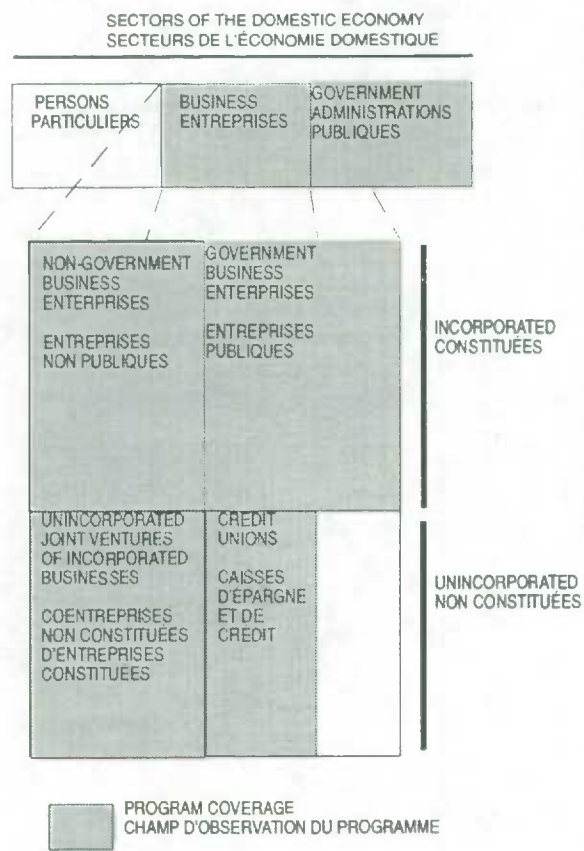 SECTORS OF THE DOMESTIC ECONOMY
SECTEURS DE L'ÉCONOMIE DOMESTIQUE
PERSONS
PARTICULIERS
BUSINESS
ENTREPRISES
GOVERNMENT
ADMINISTRATIONS
PUBLIQUES
NON-GOVERNMENT
BUSINESS
ENTERPRISES
ENTREPRISES
NON PUBLIQUES
GOVERNMENT
BUSINESS
ENTERPRISES
ENTREPRISES
PUBLIQUES
INCORPORATED
CONSTITUÉES
UNINCORPORATED
JOINT VENTURES
OF INCORPORATED
BUSINESSES
COENTREPRISES
NON CONSTITUÉES
D'ENTREPRISES
CONSTITUÉES
CREDIT
UNIONS
CAISSES
D'ÉPARGNE
ET DE
CREDIT
UNINCORPORATED
NON CONSTITUÉES
PROGRAM COVERAGE
CHAMP D'OBSERVATION DU PROGRAMME